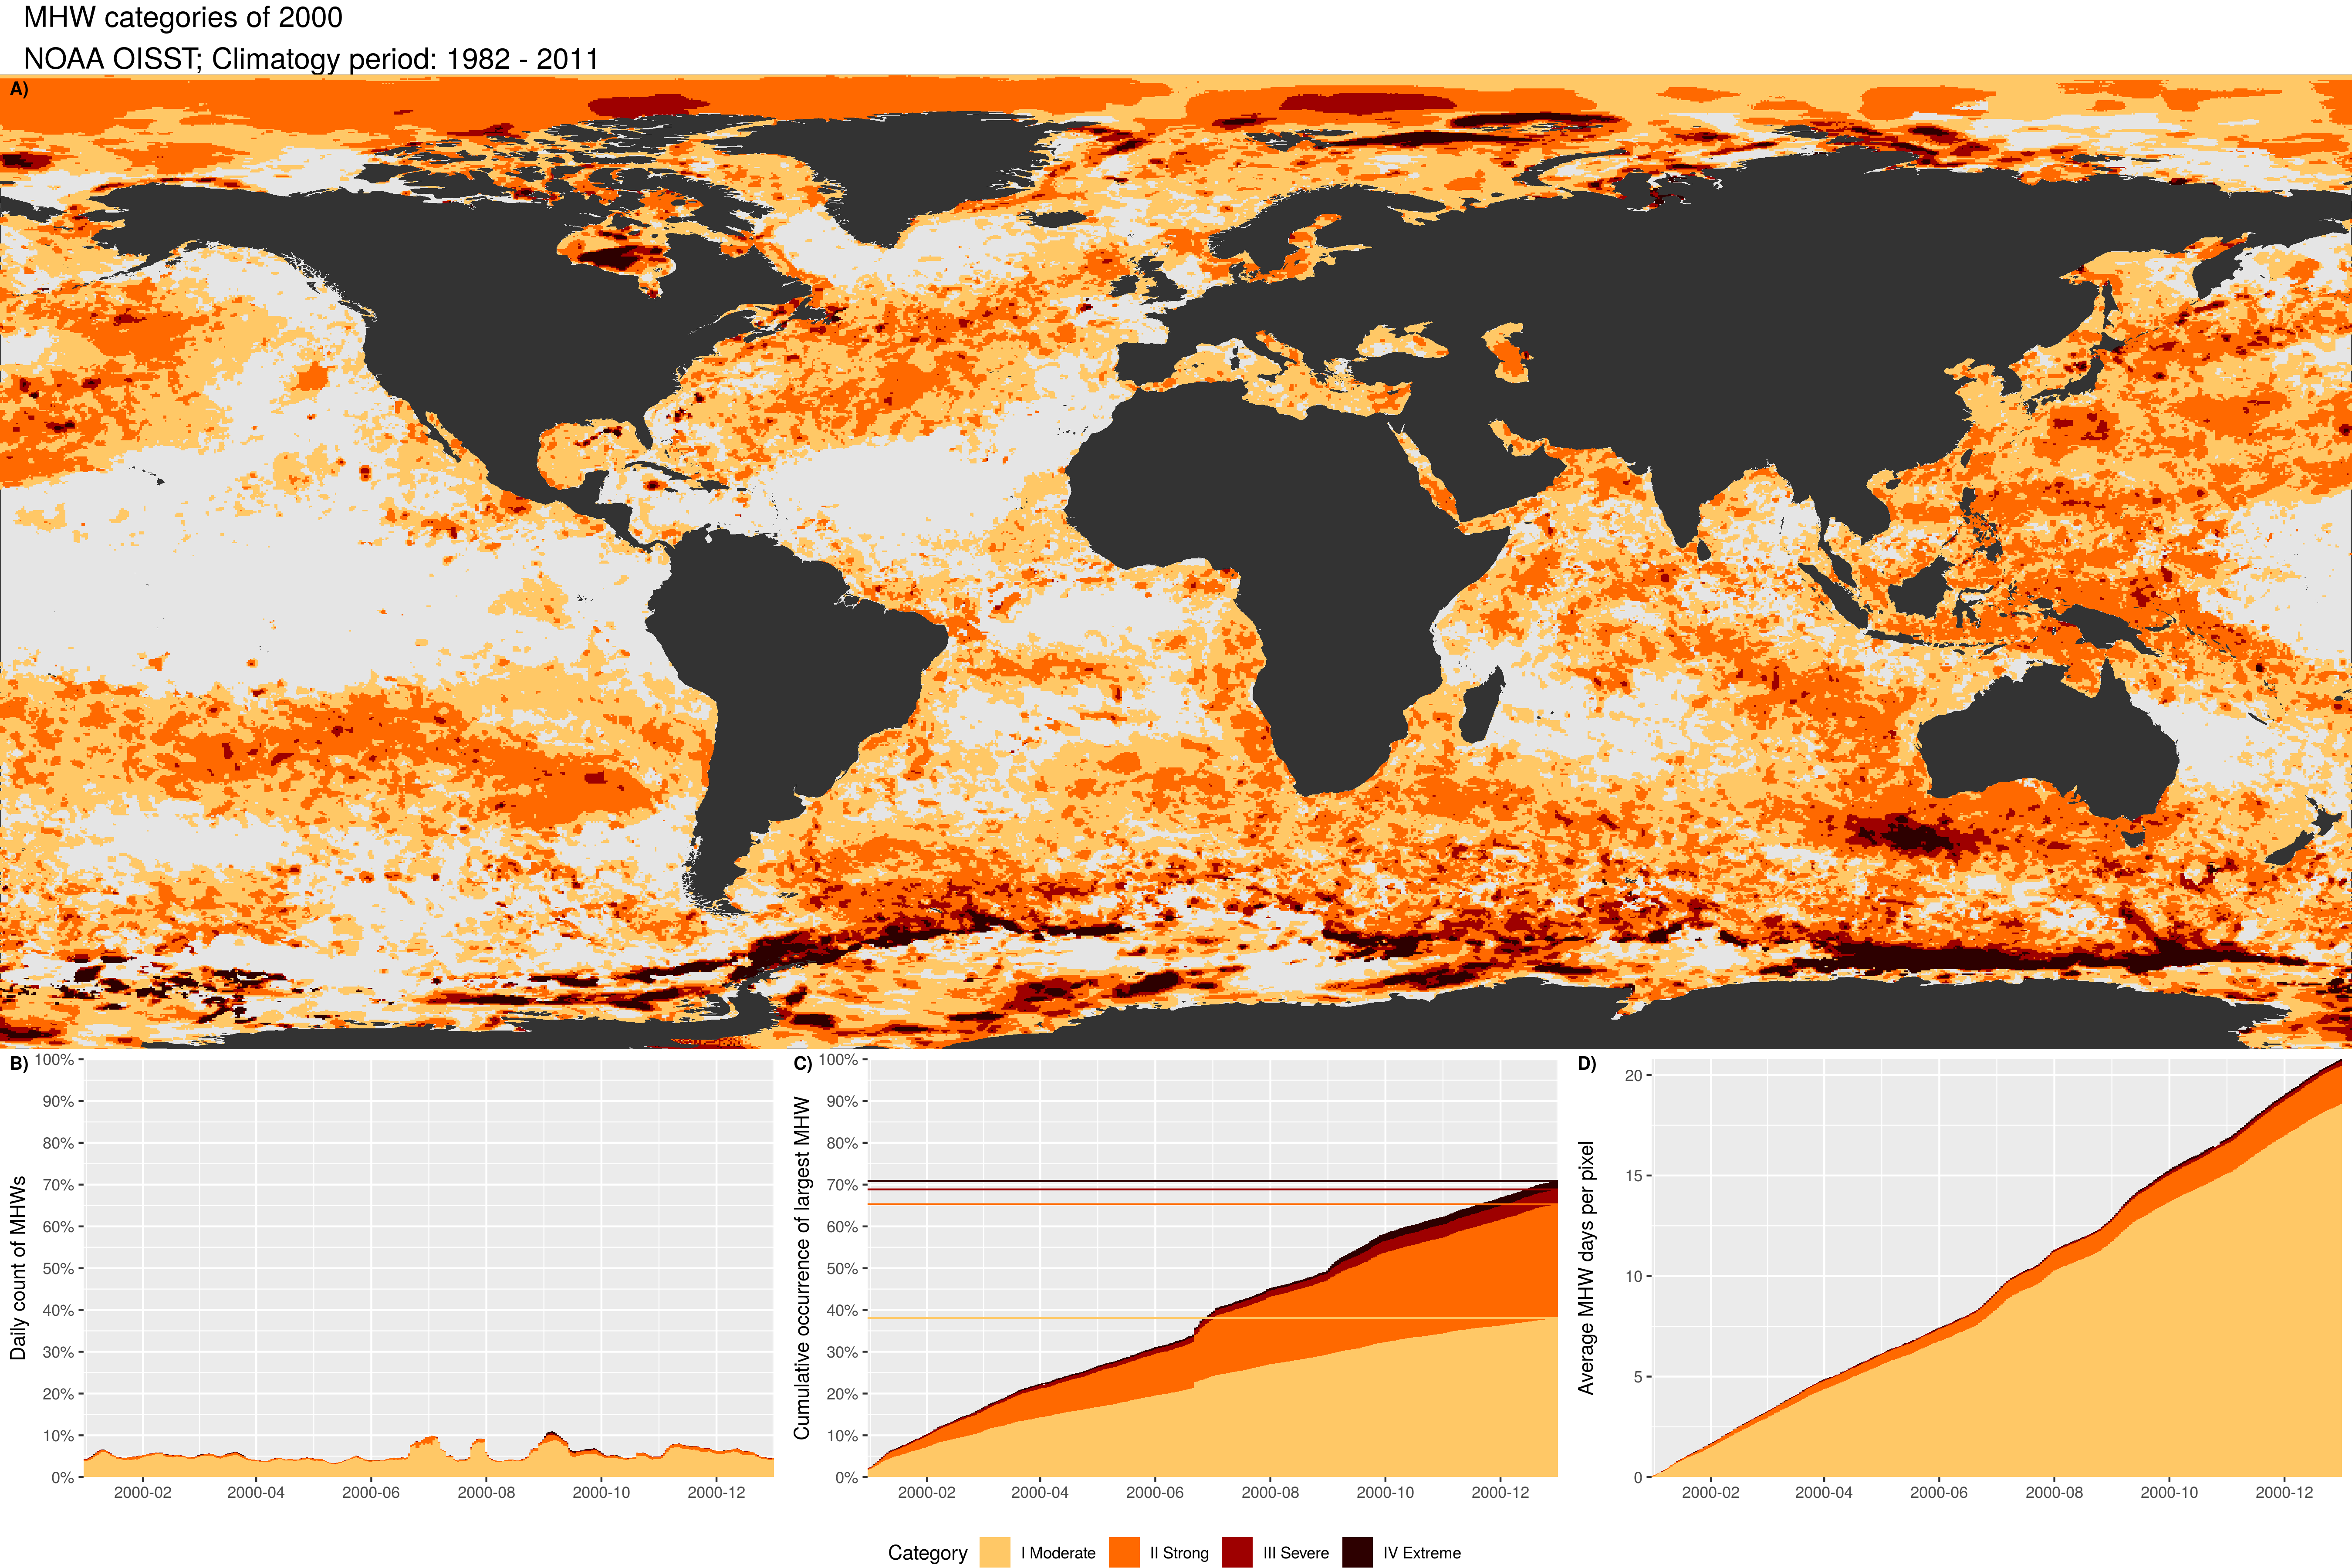 MHW categories of 2000
NOAA OISST; Climatogy period: 1982 - 2011
A)
B)
Daily count of MHWs
100%
90%
80%
70%
60%
50%
40%
30%
20%
10%
0%
2000-02 2000-04 2000-06 2000-08 2000-10 2000-12
C)
Cumulative occurrence of largest MHW
100%
90%
80%
70%
60%
50%
40%
30%
20%
10%
0%
2000-02 2000-04 2000-06 2000-08 2000-10 2000-12
D)
Average MHW days per pixel
20
15
10
5
0
2000-02 2000-04 2000-06 2000-08 2000-10 2000-12
Category I Moderate II Strong III Severe IV Extreme